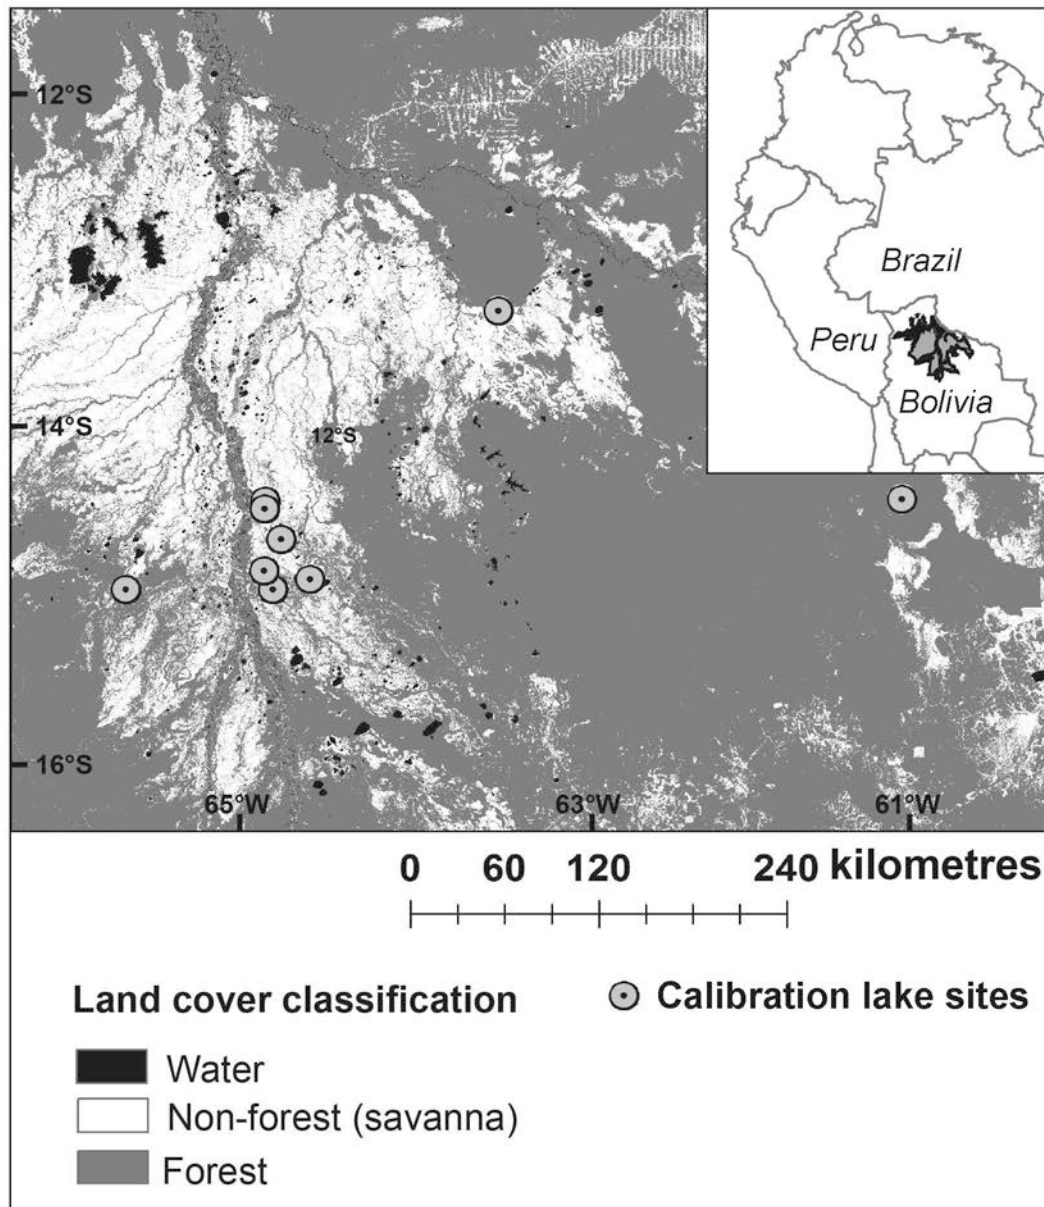 12°S
Brazil
Peru
Bolivia
14°S
12°S
16°S
65°W
63°W
61°W
0 60 120 240 kilometres
Land cover classification
Calibration lake sites
Water
Non-forest (savanna)
Forest